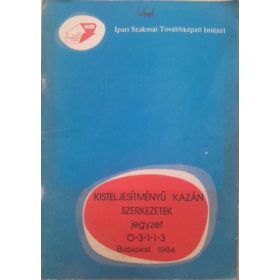 Ipari Szakmai Továbbképző Intézet
KISTELJESÍTMÉNYŰ KAZÁN
SZERKEZETEK
jegyzet
O-3-1-1-3
Budapest, 1984.